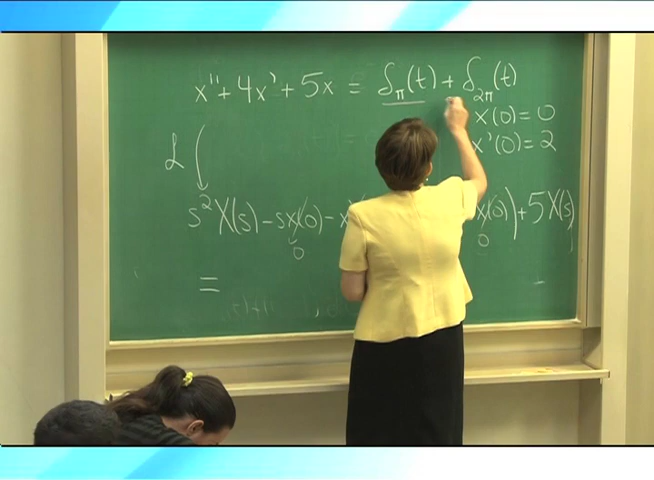 x'' + 4x' + 5x = δ_π(t) + δ_2π(t)
x(0) = 0
x'(0) = 2
ℒ
s²X(s) - sx(0) - x x(0)) + 5X(s)
0 0
=